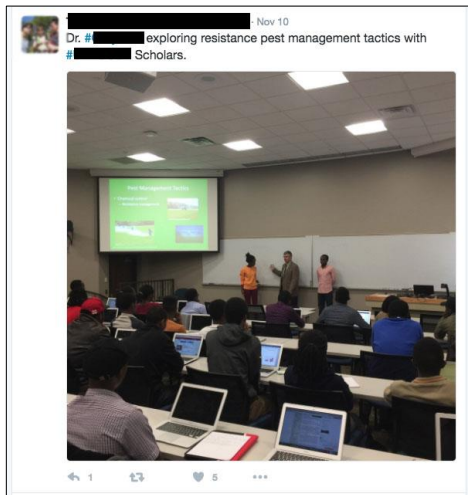 · Nov 10
Dr. # exploring resistance pest management tactics with
# Scholars.
Pest Management Tactics
1
5